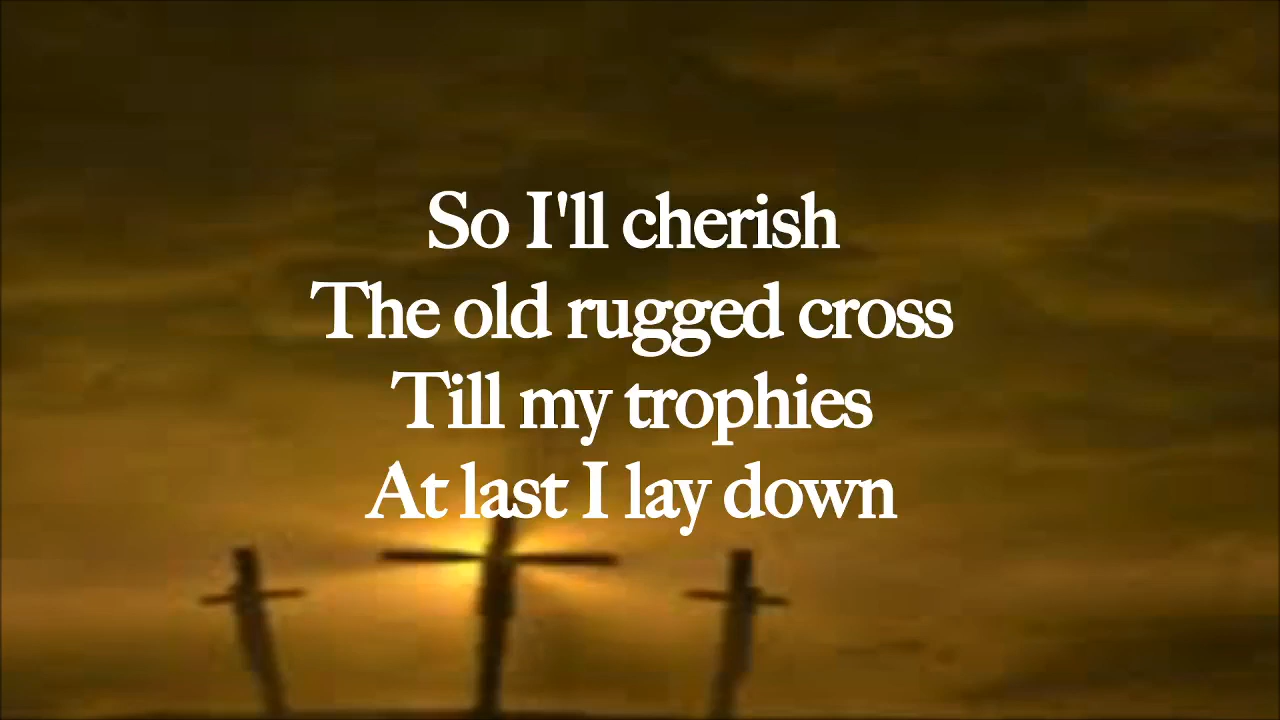 So I'll cherish
The old rugged cross
Till my trophies
At last I lay down